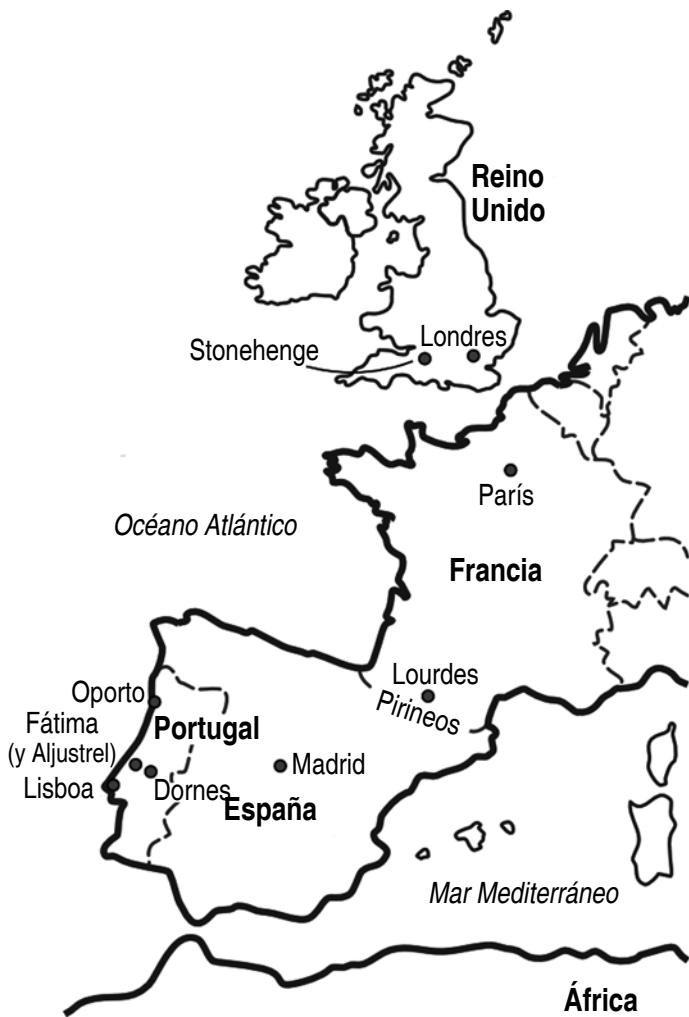 Reino
Unido
Londres
Stonehenge
París
Océano Atlántico
Francia
Lourdes
Pirineos
Oporto
Portugal
Fátima
(y Aljustrel)
Madrid
Lisboa
Dornes
España
Mar Mediterráneo
África